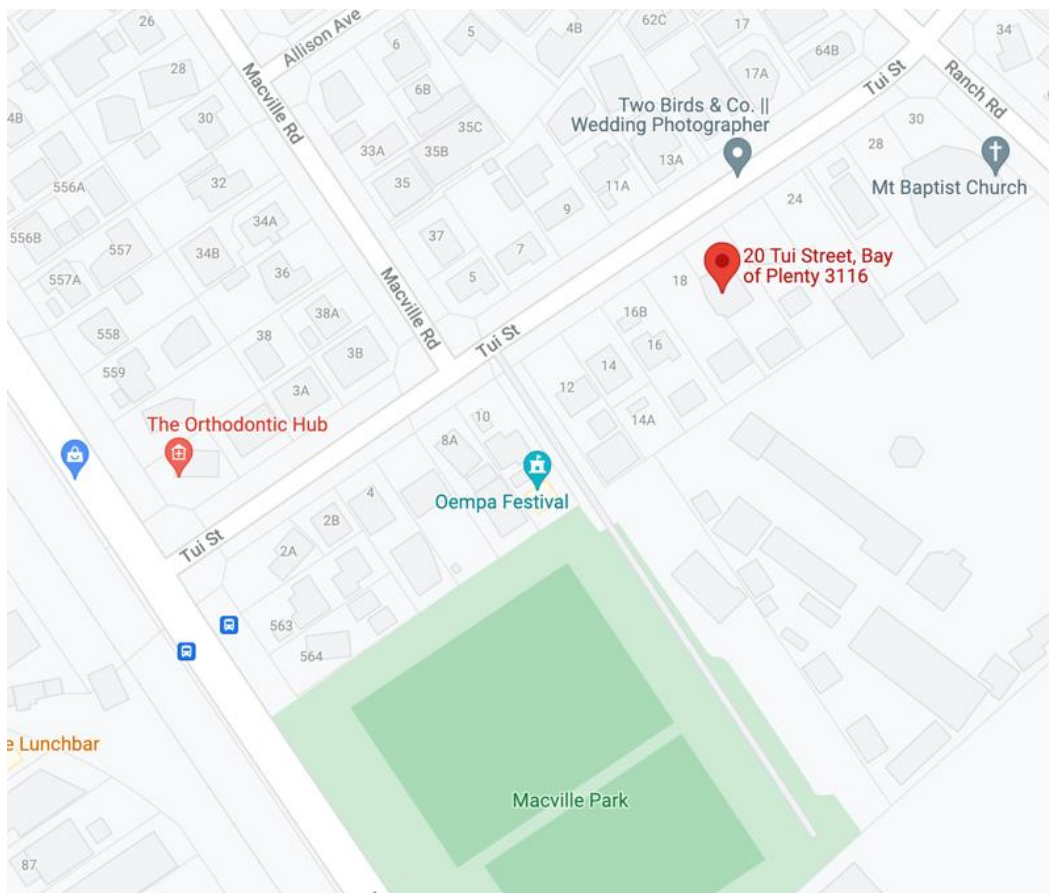 26
Allison Ave
6
5
4B
62C
17
34
28
Macville Rd
6B
17A
64B
Tui St
Ranch Rd
4B
30
35C
Two Birds & Co. ||
Wedding Photographer
33A
35B
13A
30
28
556A
32
35
11A
Mt Baptist Church
34A
9
24
556B
557
34B
37
7
20 Tui Street, Bay
of Plenty 3116
557A
36
Macville Rd
5
18
38A
16B
558
38
3B
Tui St
16
559
3A
14
12
The Orthodontic Hub
10
14A
8A
Oempa Festival
4
2B
Tui St
2A
563
564
e Lunchbar
Macville Park
87